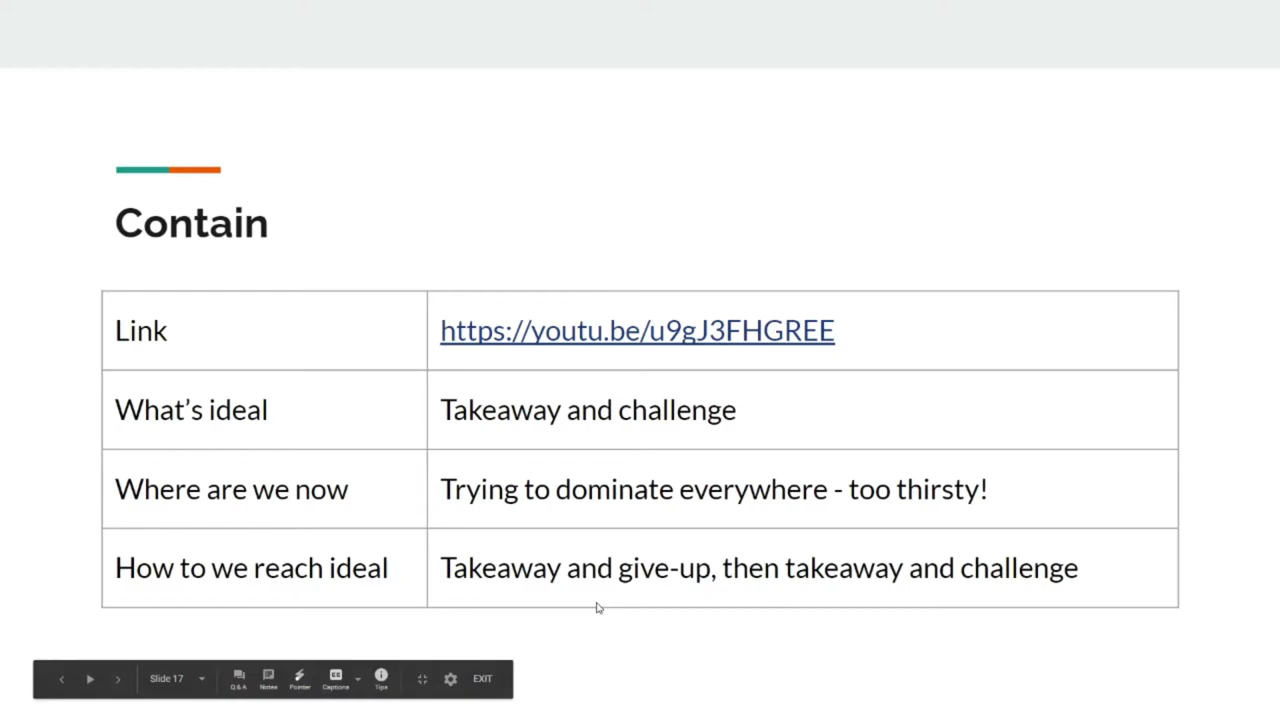 Contain
Link
https://youtu.be/u9gJ3FHGREE
What's ideal
Takeaway and challenge
Where are we now
Trying to dominate everywhere - too thirsty!
How to we reach ideal
Takeaway and give-up, then takeaway and challenge
Slide 17
Q&A
Notes
Pointer
Captions
Tips
EXIT